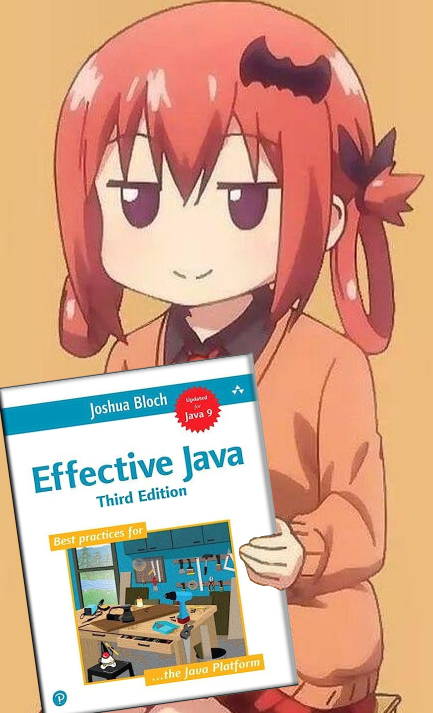 Joshua Bloch
Updated
for
Java 9
Effective Java
Third Edition
Best practices for
...the Java Platform
P